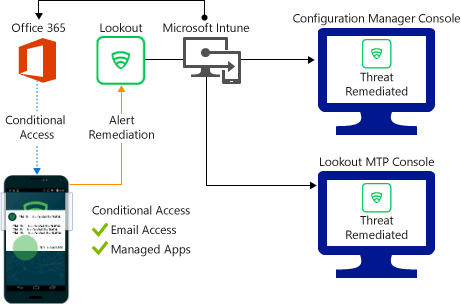 Office 365
Lookout
Microsoft Intune
Configuration Manager Console
Threat
Remediated
Conditional
Access
Alert
Remediation
Lookout MTP Console
Threat
Remediated
Conditional Access
Email Access
Managed Apps